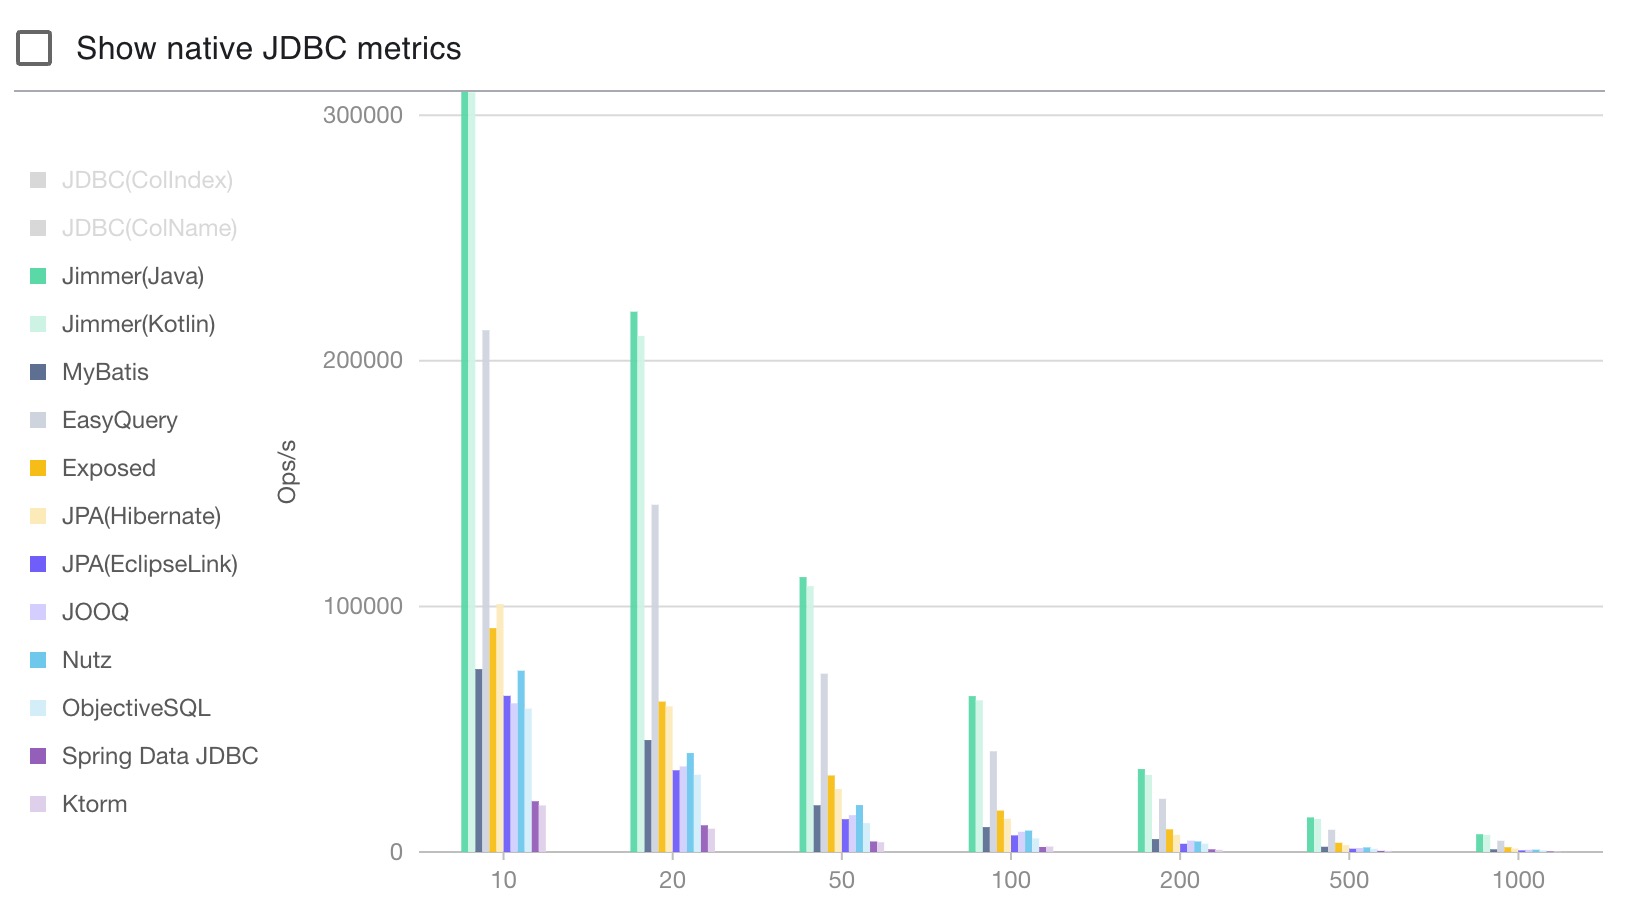 Show native JDBC metrics
300000
200000
100000
0
Ops/s
JDBC(ColIndex)
JDBC(ColName)
Jimmer(Java)
Jimmer(Kotlin)
MyBatis
EasyQuery
Exposed
JPA(Hibernate)
JPA(EclipseLink)
JOOQ
Nutz
ObjectiveSQL
Spring Data JDBC
Ktorm
10
20
50
100
200
500
1000